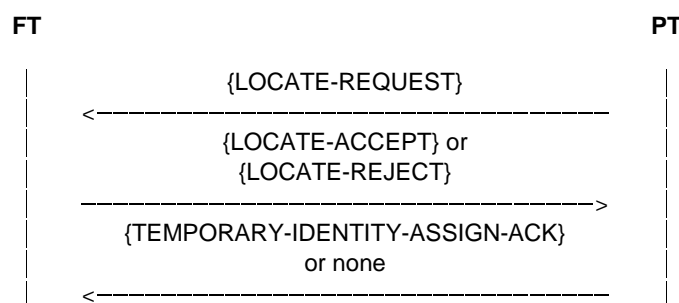 FT PT
{LOCATE-REQUEST}
{LOCATE-ACCEPT} or
{LOCATE-REJECT}
{TEMPORARY-IDENTITY-ASSIGN-ACK}
or none